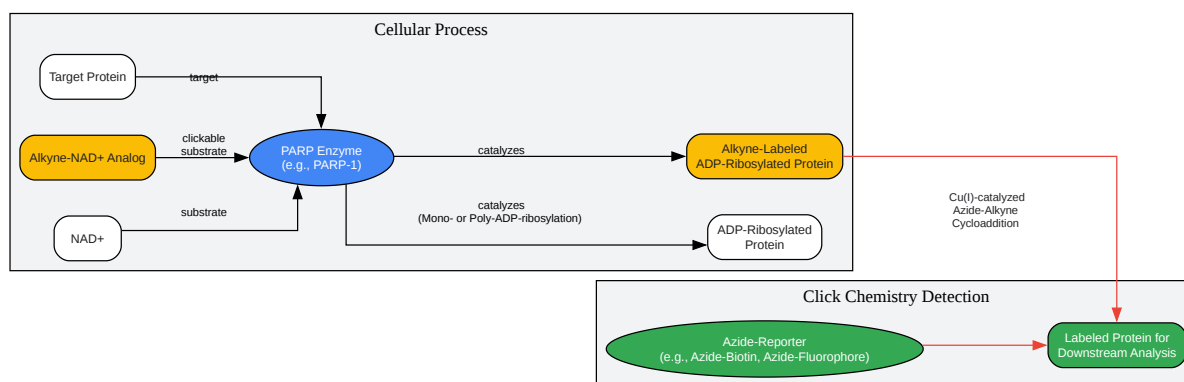 Cellular Process
Target Protein
target
Alkyne-NAD+ Analog
clickable
substrate
PARP Enzyme
(e.g., PARP-1)
catalyzes
Alkyne-Labeled
ADP-Ribosylated Protein
NAD+
substrate
catalyzes
(Mono- or Poly-ADP-ribosylation)
ADP-Ribosylated
Protein
Cu(I)-catalyzed
Azide-Alkyne
Cycloaddition
Click Chemistry Detection
Azide-Reporter
(e.g., Azide-Biotin, Azide-Fluorophore)
Labeled Protein for
Downstream Analysis